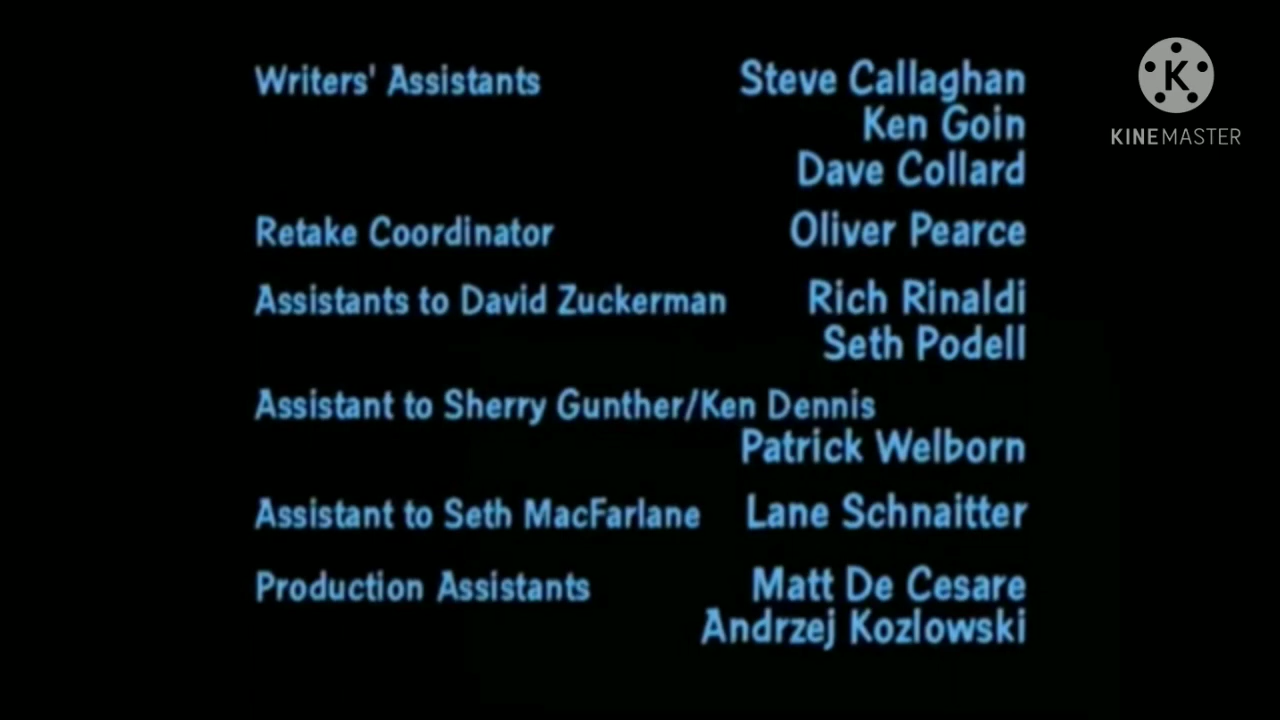 Writers' Assistants Steve Callaghan
Ken Goin
Dave Collard
Retake Coordinator Oliver Pearce
Assistants to David Zuckerman Rich Rinaldi
Seth Podell
Assistant to Sherry Gunther/Ken Dennis
Patrick Welborn
Assistant to Seth MacFarlane Lane Schnaitter
Production Assistants Matt De Cesare
Andrzej Kozlowski
K
KINEMASTER